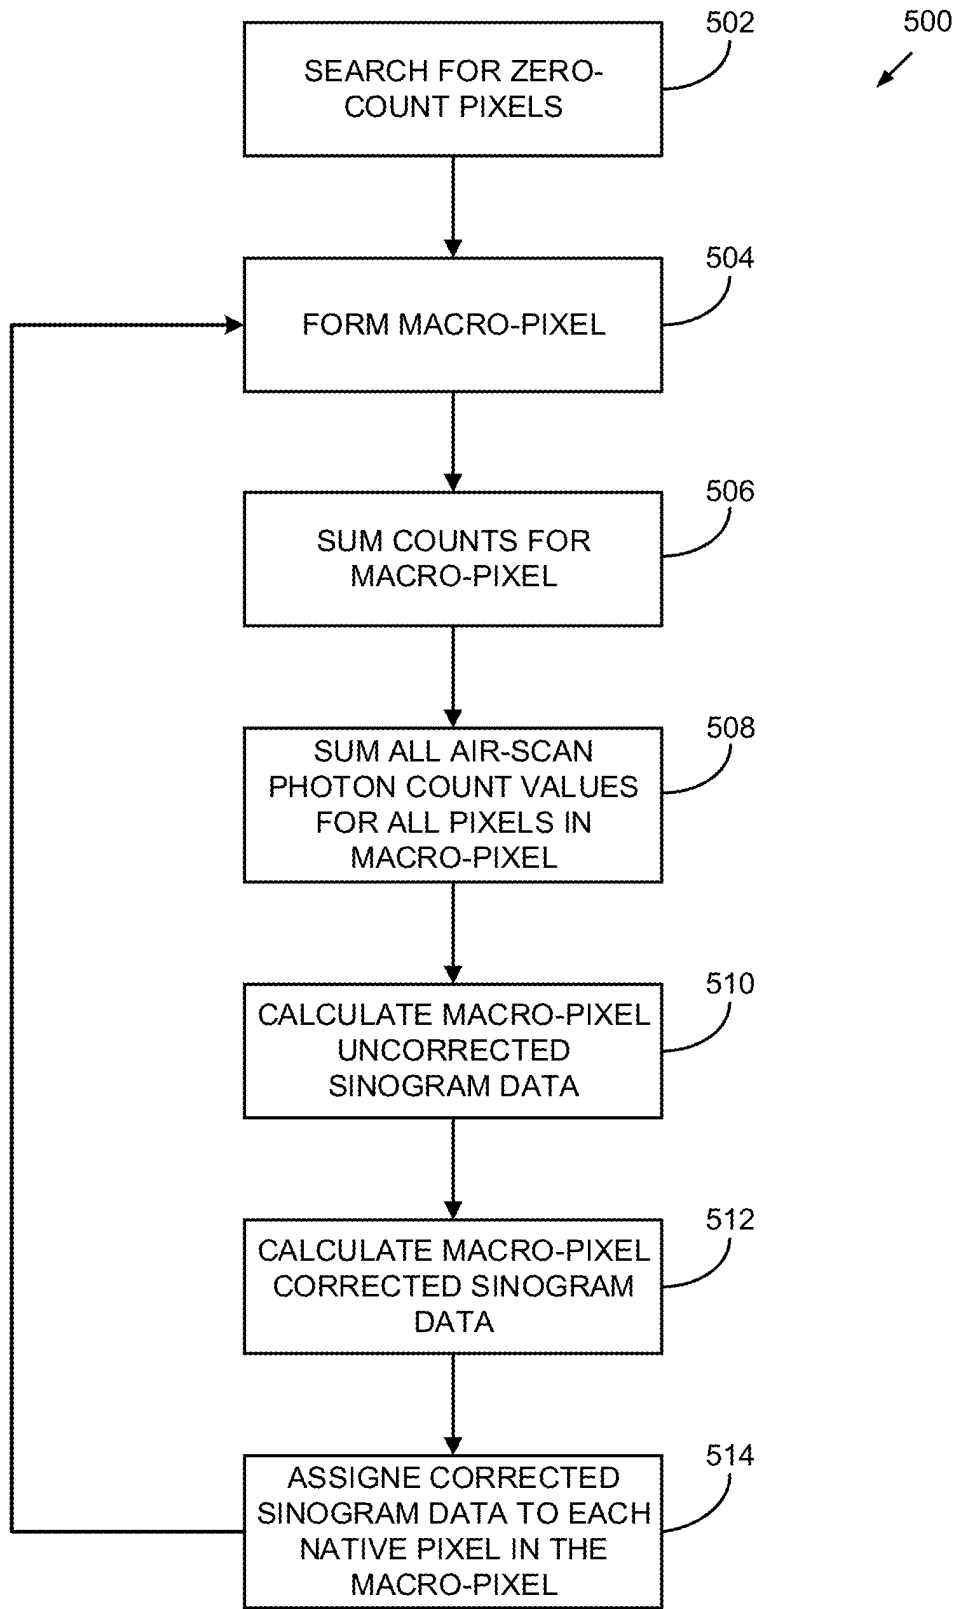 500
502
SEARCH FOR ZERO-
COUNT PIXELS
504
FORM MACRO-PIXEL
506
SUM COUNTS FOR
MACRO-PIXEL
508
SUM ALL AIR-SCAN
PHOTON COUNT VALUES
FOR ALL PIXELS IN
MACRO-PIXEL
510
CALCULATE MACRO-PIXEL
UNCORRECTED
SINOGRAM DATA
512
CALCULATE MACRO-PIXEL
CORRECTED SINOGRAM
DATA
514
ASSIGNE CORRECTED
SINOGRAM DATA TO EACH
NATIVE PIXEL IN THE
MACRO-PIXEL